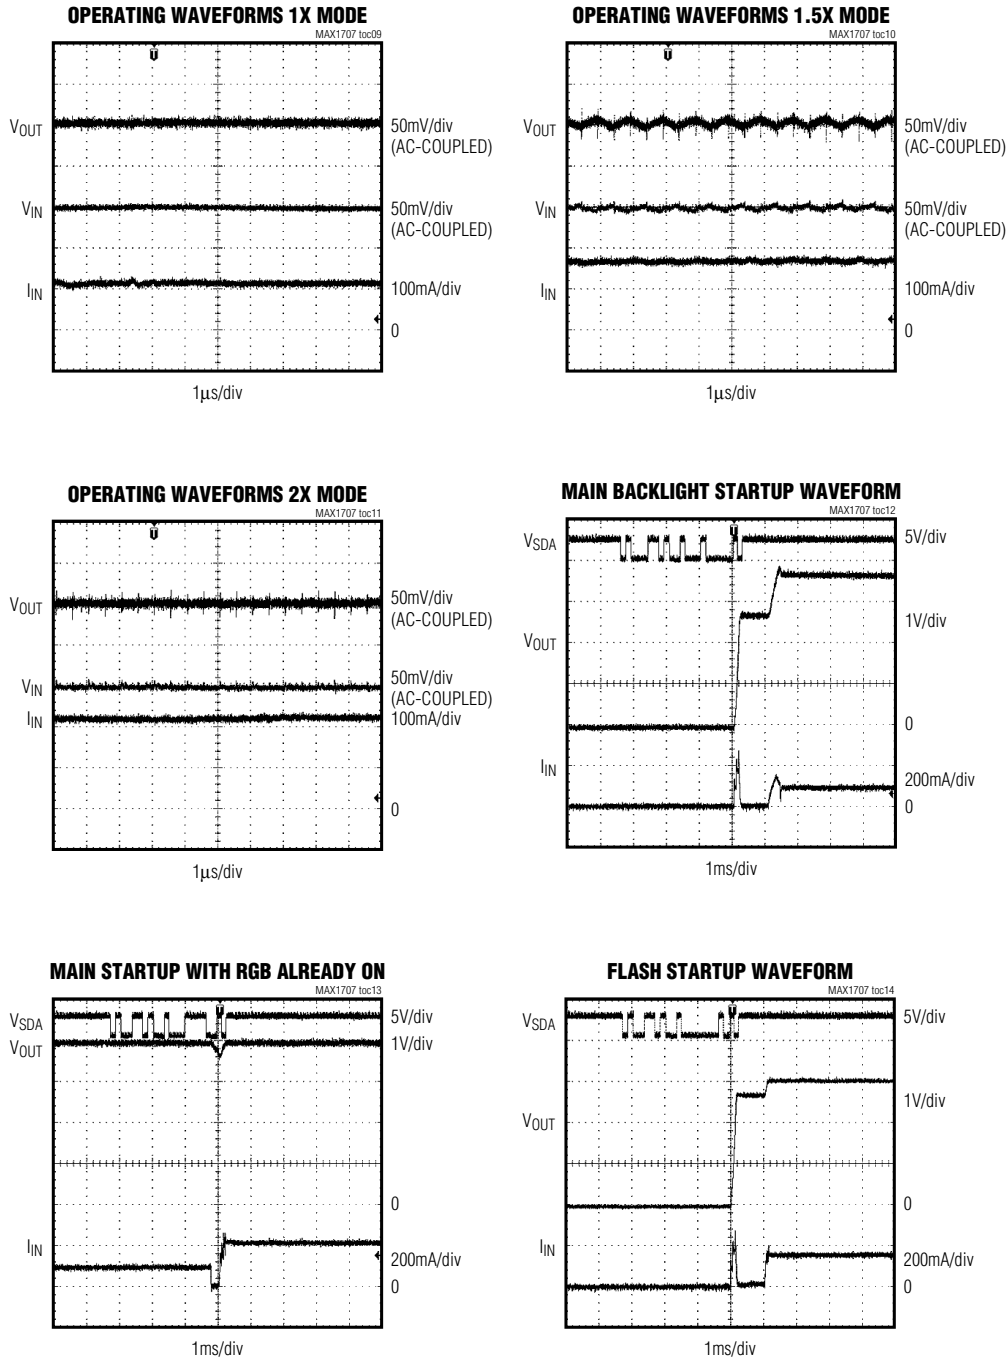 OPERATING WAVEFORMS 1X MODE
MAX1707 toc09
VOUT
50mV/div
(AC-COUPLED)
VIN
50mV/div
(AC-COUPLED)
IIN
100mA/div
0
1μs/div
OPERATING WAVEFORMS 1.5X MODE
MAX1707 toc10
VOUT
50mV/div
(AC-COUPLED)
VIN
50mV/div
(AC-COUPLED)
IIN
100mA/div
0
1μs/div
OPERATING WAVEFORMS 2X MODE
MAX1707 toc11
VOUT
50mV/div
(AC-COUPLED)
VIN
50mV/div
(AC-COUPLED)
IIN
100mA/div
0
1μs/div
MAIN BACKLIGHT STARTUP WAVEFORM
MAX1707 toc12
VSDA
5V/div
VOUT
1V/div
0
IIN
200mA/div
0
1ms/div
MAIN STARTUP WITH RGB ALREADY ON
MAX1707 toc13
VSDA
5V/div
VOUT
1V/div
0
IIN
200mA/div
0
1ms/div
FLASH STARTUP WAVEFORM
MAX1707 toc14
VSDA
5V/div
VOUT
1V/div
0
IIN
200mA/div
0
1ms/div